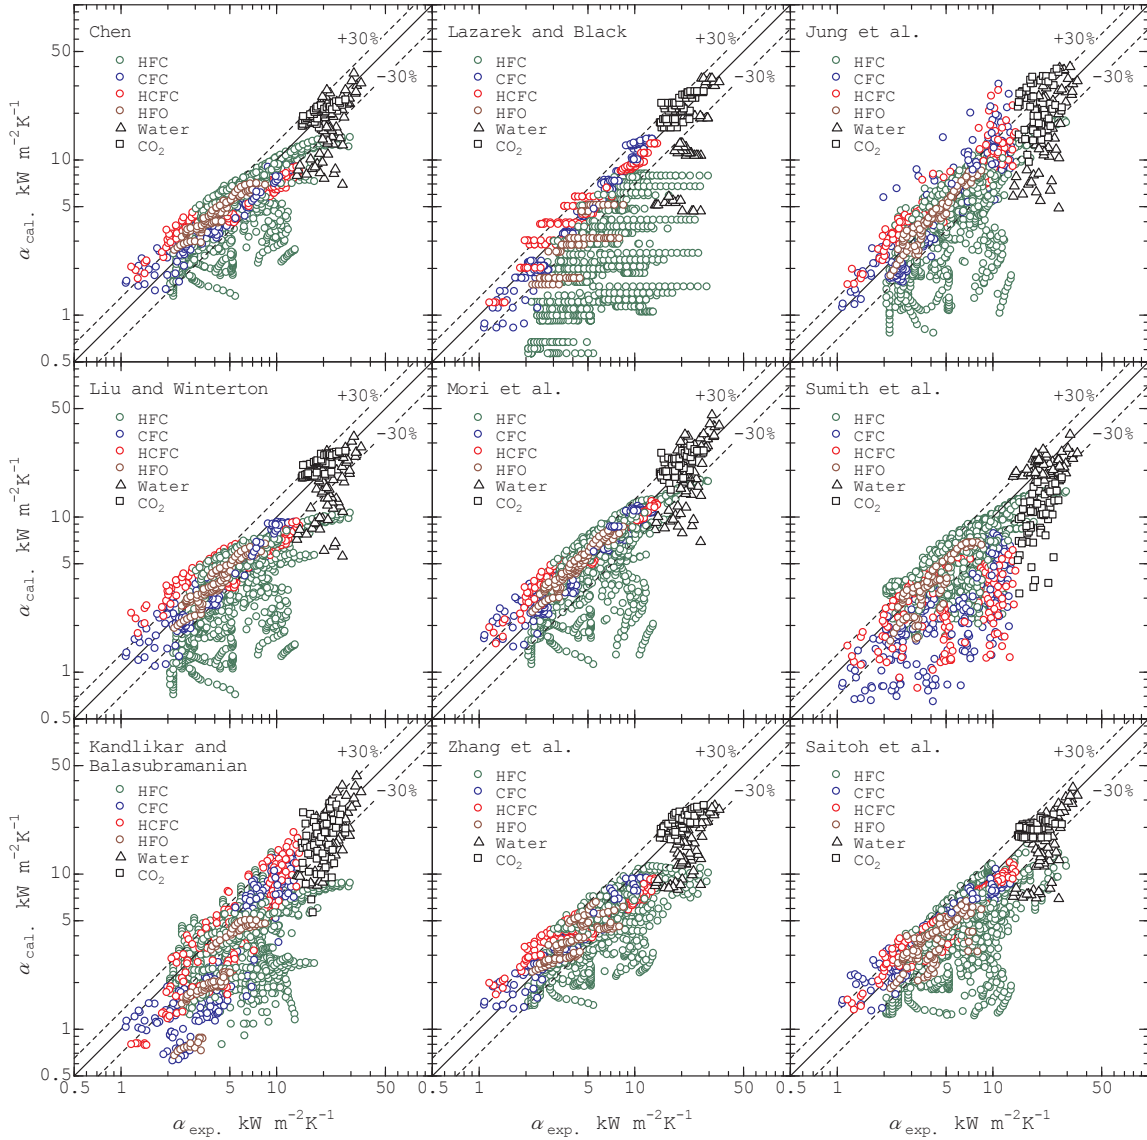 Chen
+30%
-30%
HFC
CFC
HCFC
HFO
Water
CO₂
Lazarek and Black
+30%
-30%
HFC
CFC
HCFC
HFO
Water
CO₂
Jung et al.
+30%
-30%
HFC
CFC
HCFC
HFO
Water
CO₂
50
10
5
1
0.5
α cal. kW m⁻²K⁻¹
Liu and Winterton
+30%
-30%
HFC
CFC
HCFC
HFO
Water
CO₂
Mori et al.
+30%
-30%
HFC
CFC
HCFC
HFO
Water
CO₂
Sumith et al.
+30%
-30%
HFC
CFC
HCFC
HFO
Water
CO₂
50
10
5
1
0.5
α cal. kW m⁻²K⁻¹
Kandlikar and
Balasubramanian
+30%
-30%
HFC
CFC
HCFC
HFO
Water
CO₂
Zhang et al.
+30%
-30%
HFC
CFC
HCFC
HFO
Water
CO₂
Saitoh et al.
+30%
-30%
HFC
CFC
HCFC
HFO
Water
CO₂
50
10
5
1
0.5
α cal. kW m⁻²K⁻¹
0.5 1 5 10 50
0.5 1 5 10 50
0.5 1 5 10 50
α exp. kW m⁻²K⁻¹
α exp. kW m⁻²K⁻¹
α exp. kW m⁻²K⁻¹